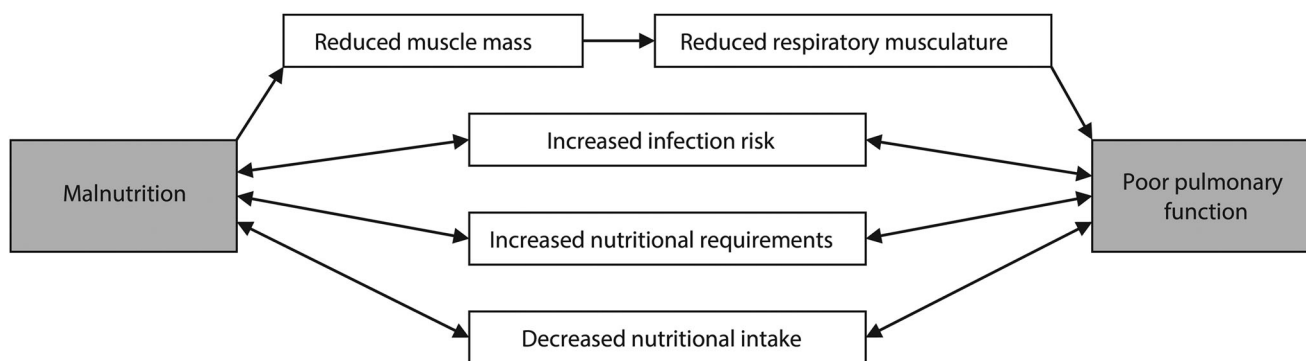 Reduced muscle mass
Reduced respiratory musculature
Increased infection risk
Malnutrition
Poor pulmonary
function
Increased nutritional requirements
Decreased nutritional intake